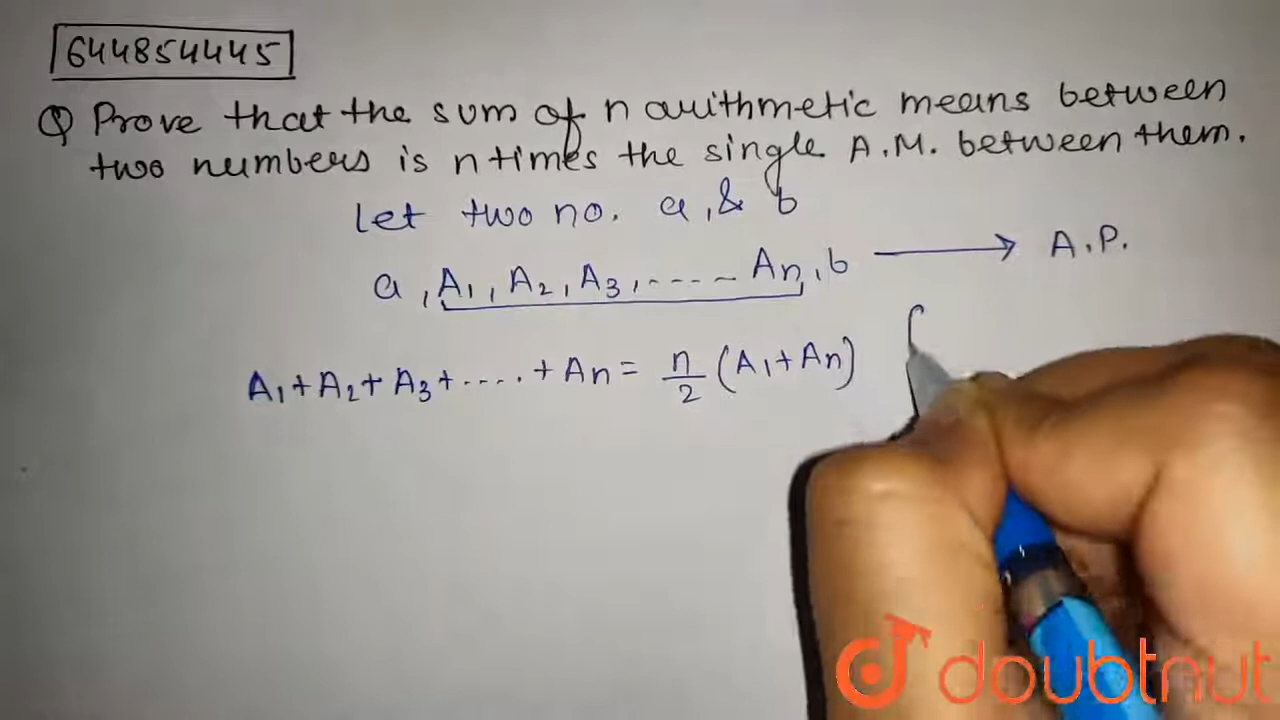 644854445
Q Prove that the sum of n arithmetic means between
two numbers is n times the single A.M. between them.
Let two no. a, & b
a, A₁, A₂, A₃, ..... An, b ⟶ A.P.
A₁ + A₂ + A₃ + ..... + An = n/2 (A₁ + An)
doubtnut